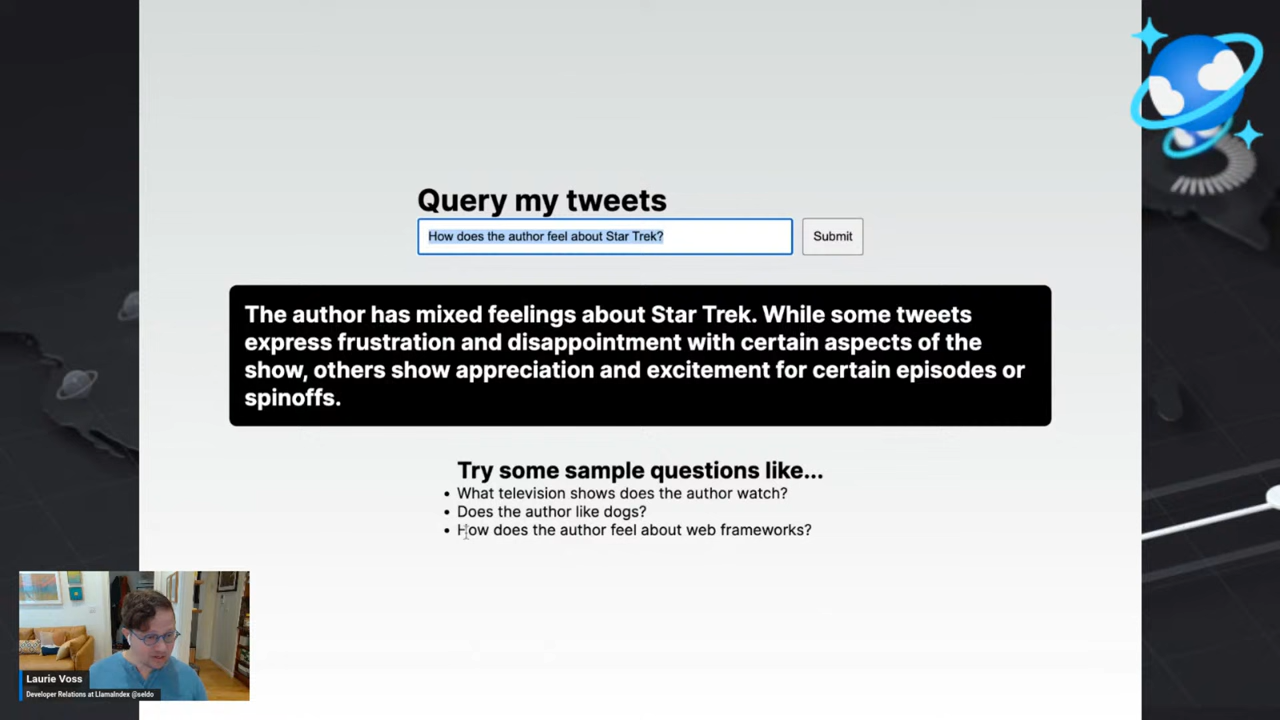 Query my tweets
How does the author feel about Star Trek?
Submit
The author has mixed feelings about Star Trek. While some tweets
express frustration and disappointment with certain aspects of the
show, others show appreciation and excitement for certain episodes or
spinoffs.
Try some sample questions like...
• What television shows does the author watch?
• Does the author like dogs?
• How does the author feel about web frameworks?
Laurie Voss
Developer Relations at LlamaIndex @seldo